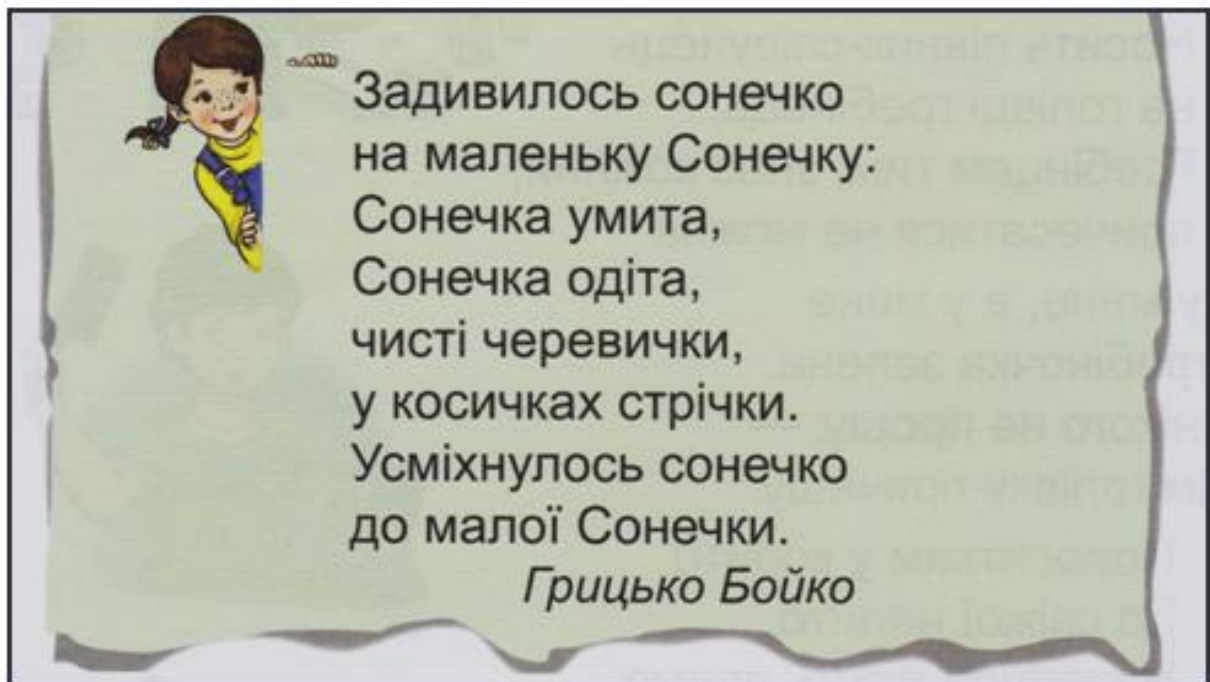 Задивилось сонечко
на маленьку Сонечку:
Сонечка умита,
Сонечка одіта,
чисті черевички,
у косичках стрічки.
Усміхнулось сонечко
до малої Сонечки.
Грицько Бойко